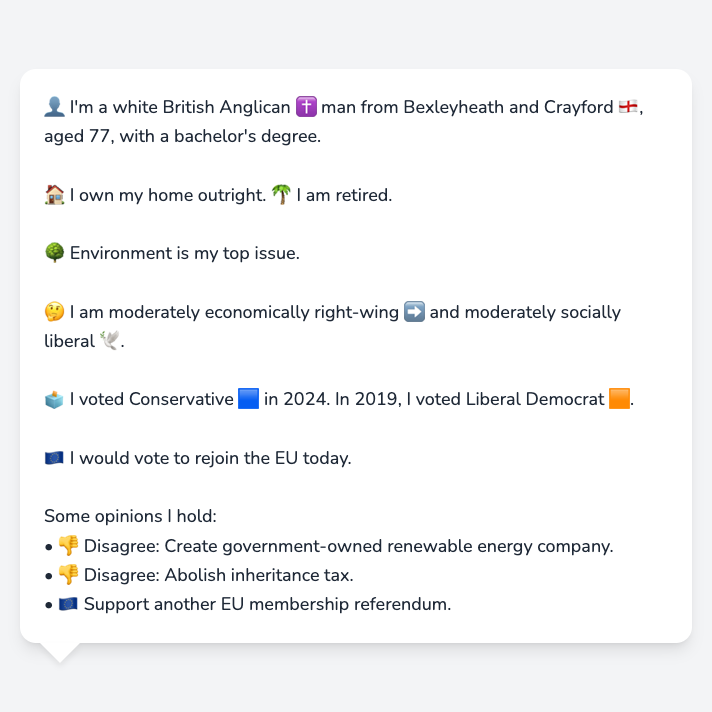 👤 I'm a white British Anglican ✝️ man from Bexleyheath and Crayford 🏴󠁧󠁢󠁥󠁮󠁧󠁿,
aged 77, with a bachelor's degree.
🏠 I own my home outright. 🌴 I am retired.
🌳 Environment is my top issue.
🤔 I am moderately economically right-wing ➡️ and moderately socially
liberal 🕊️.
🗳️ I voted Conservative 🟦 in 2024. In 2019, I voted Liberal Democrat 🟧.
🇪🇺 I would vote to rejoin the EU today.
Some opinions I hold:
• 👎 Disagree: Create government-owned renewable energy company.
• 👎 Disagree: Abolish inheritance tax.
• 🇪🇺 Support another EU membership referendum.